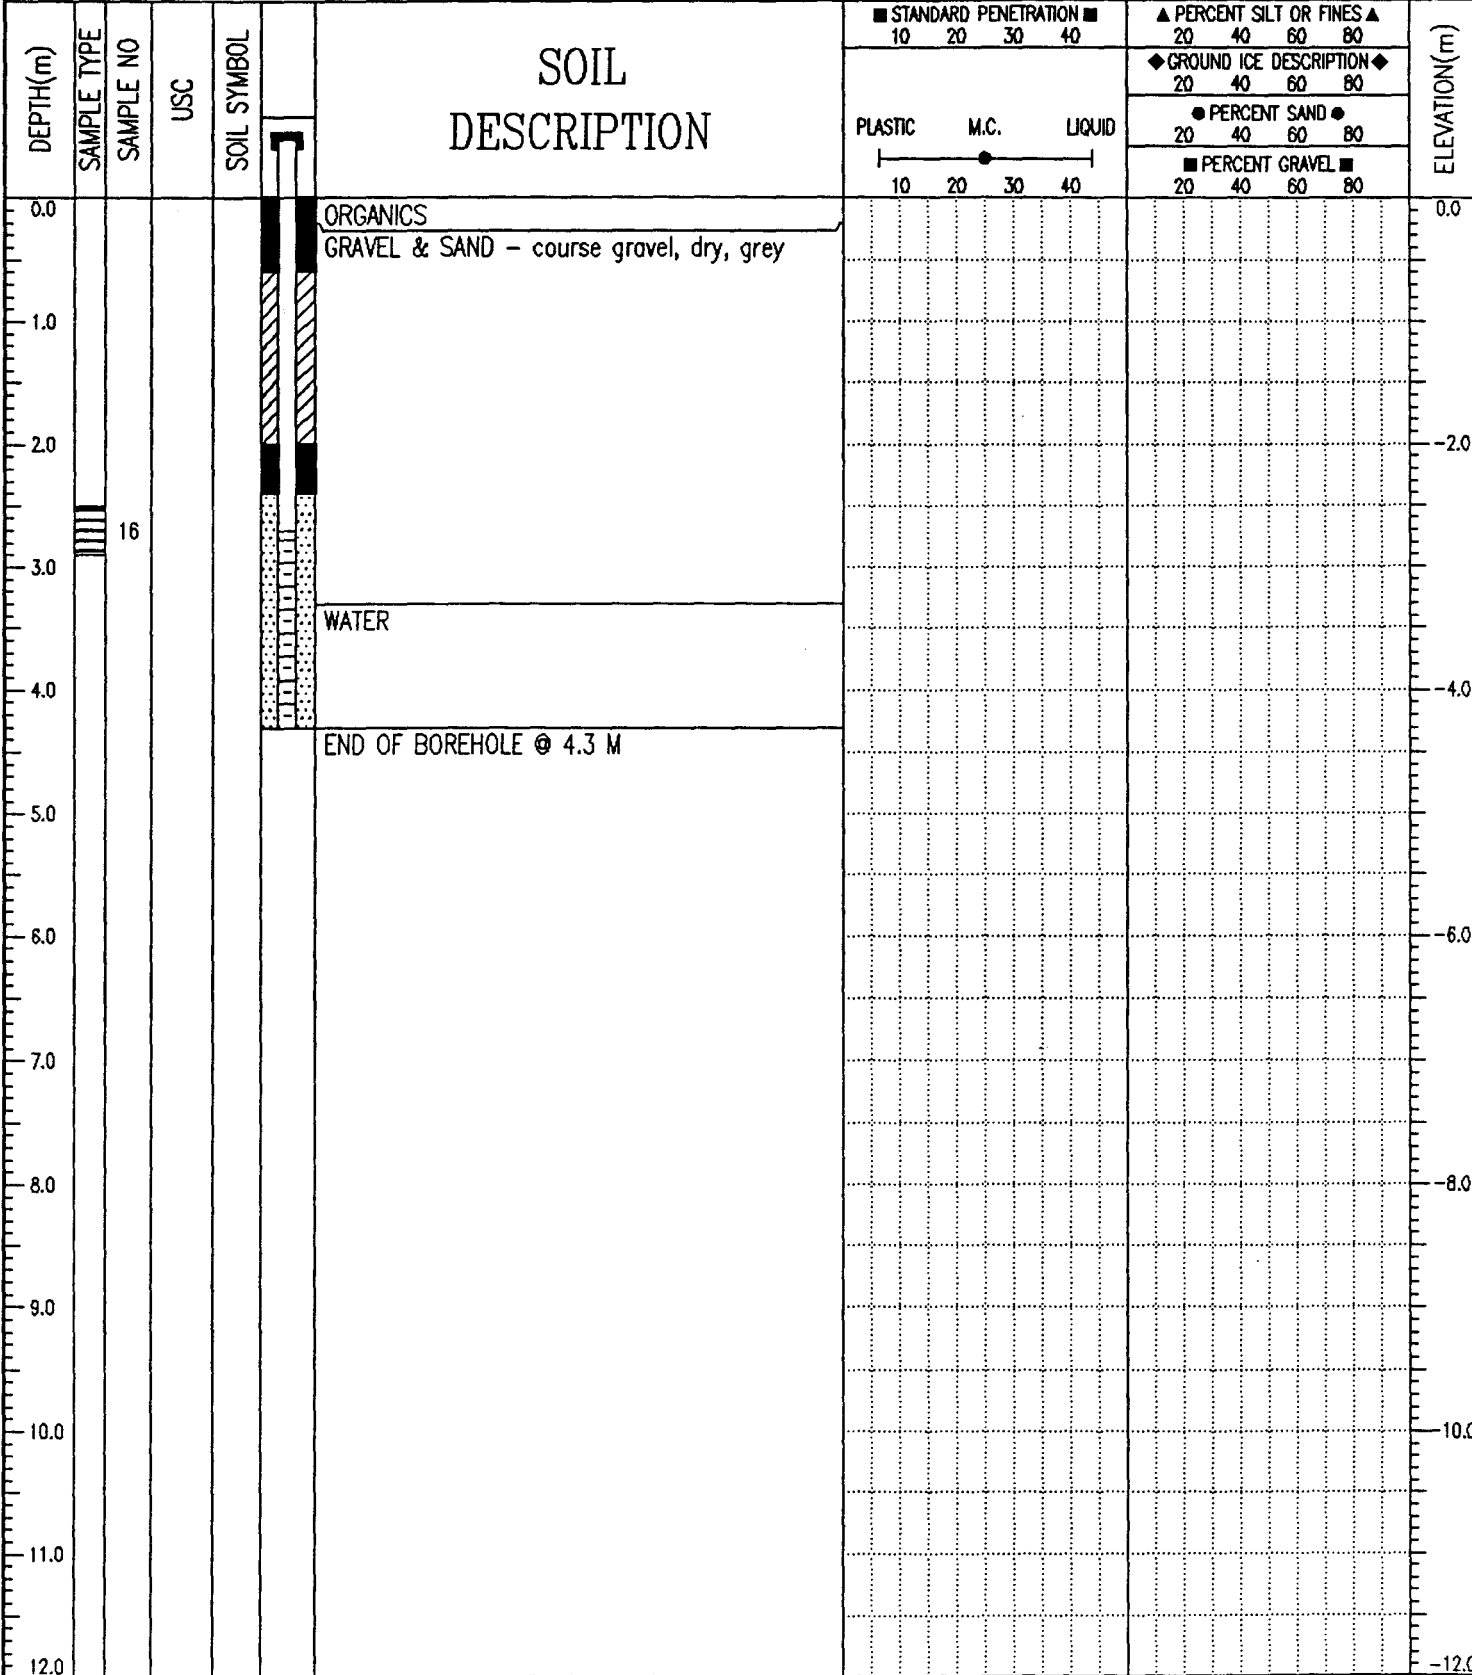 DEPTH(m)
SAMPLE TYPE
SAMPLE NO
USC
SOIL SYMBOL
SOIL
DESCRIPTION
■ STANDARD PENETRATION ■
10 20 30 40
PLASTIC M.C. LIQUID
10 20 30 40
▲ PERCENT SILT OR FINES ▲
20 40 60 80
◆ GROUND ICE DESCRIPTION ◆
20 40 60 80
● PERCENT SAND ●
20 40 60 80
■ PERCENT GRAVEL ■
20 40 60 80
ELEVATION(m)
0.0
ORGANICS
0.0
GRAVEL & SAND - course gravel, dry, grey
1.0
2.0
-2.0
16
3.0
WATER
4.0
-4.0
END OF BOREHOLE @ 4.3 M
5.0
6.0
-6.0
7.0
8.0
-8.0
9.0
10.0
-10.0
11.0
12.0
-12.0